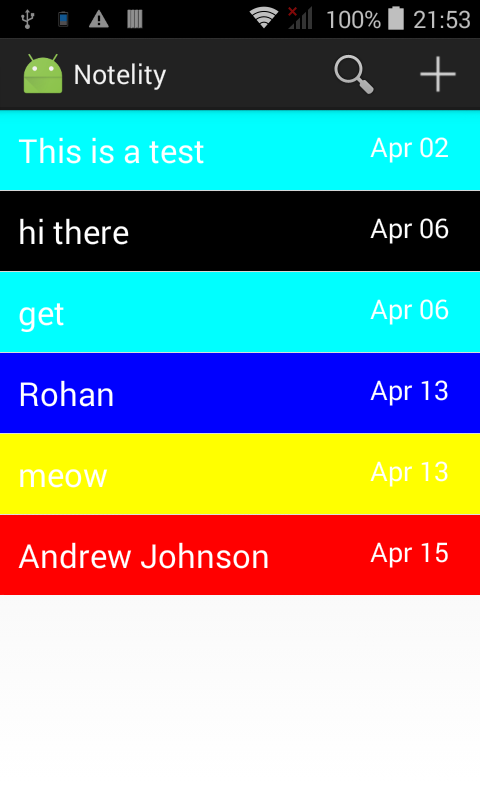 100% 21:53
Notelity
This is a test Apr 02
hi there Apr 06
get Apr 06
Rohan Apr 13
meow Apr 13
Andrew Johnson Apr 15